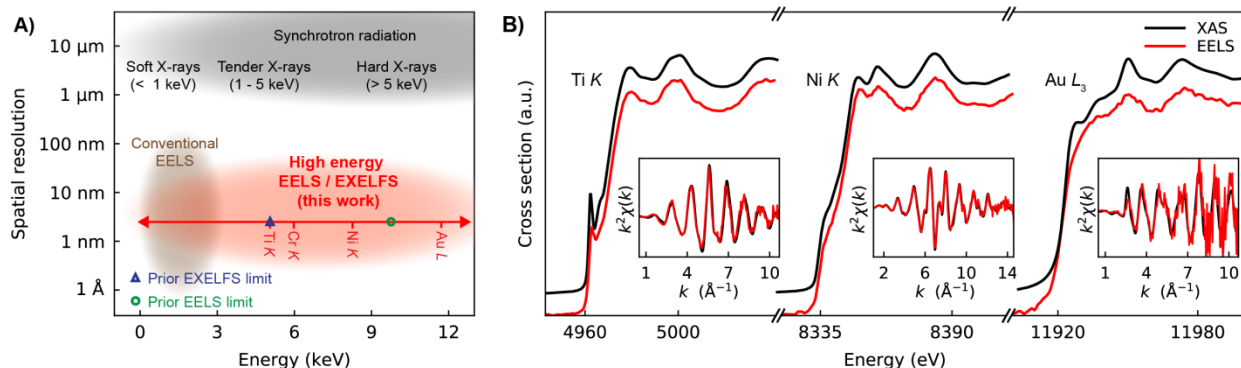 A)
Spatial resolution
10 µm
1 µm
100 nm
10 nm
1 nm
1 Å
Synchrotron radiation
Soft X-rays
(< 1 keV)
Tender X-rays
(1 - 5 keV)
Hard X-rays
(> 5 keV)
Conventional
EELS
High energy
EELS / EXELFS
(this work)
Ti K
Cr K
Ni K
Au L
Prior EXELFS limit
Prior EELS limit
0
3
6
9
12
Energy (keV)
B)
Cross section (a.u.)
XAS
EELS
Ti K
Ni K
Au L₃
k²χ(k)
1 4 7 10
k (Å⁻¹)
k²χ(k)
2 4 6 8 10 12 14
k (Å⁻¹)
k²χ(k)
1 4 7 10
k (Å⁻¹)
4960
5000
8335
8390
11920
11980
Energy (eV)